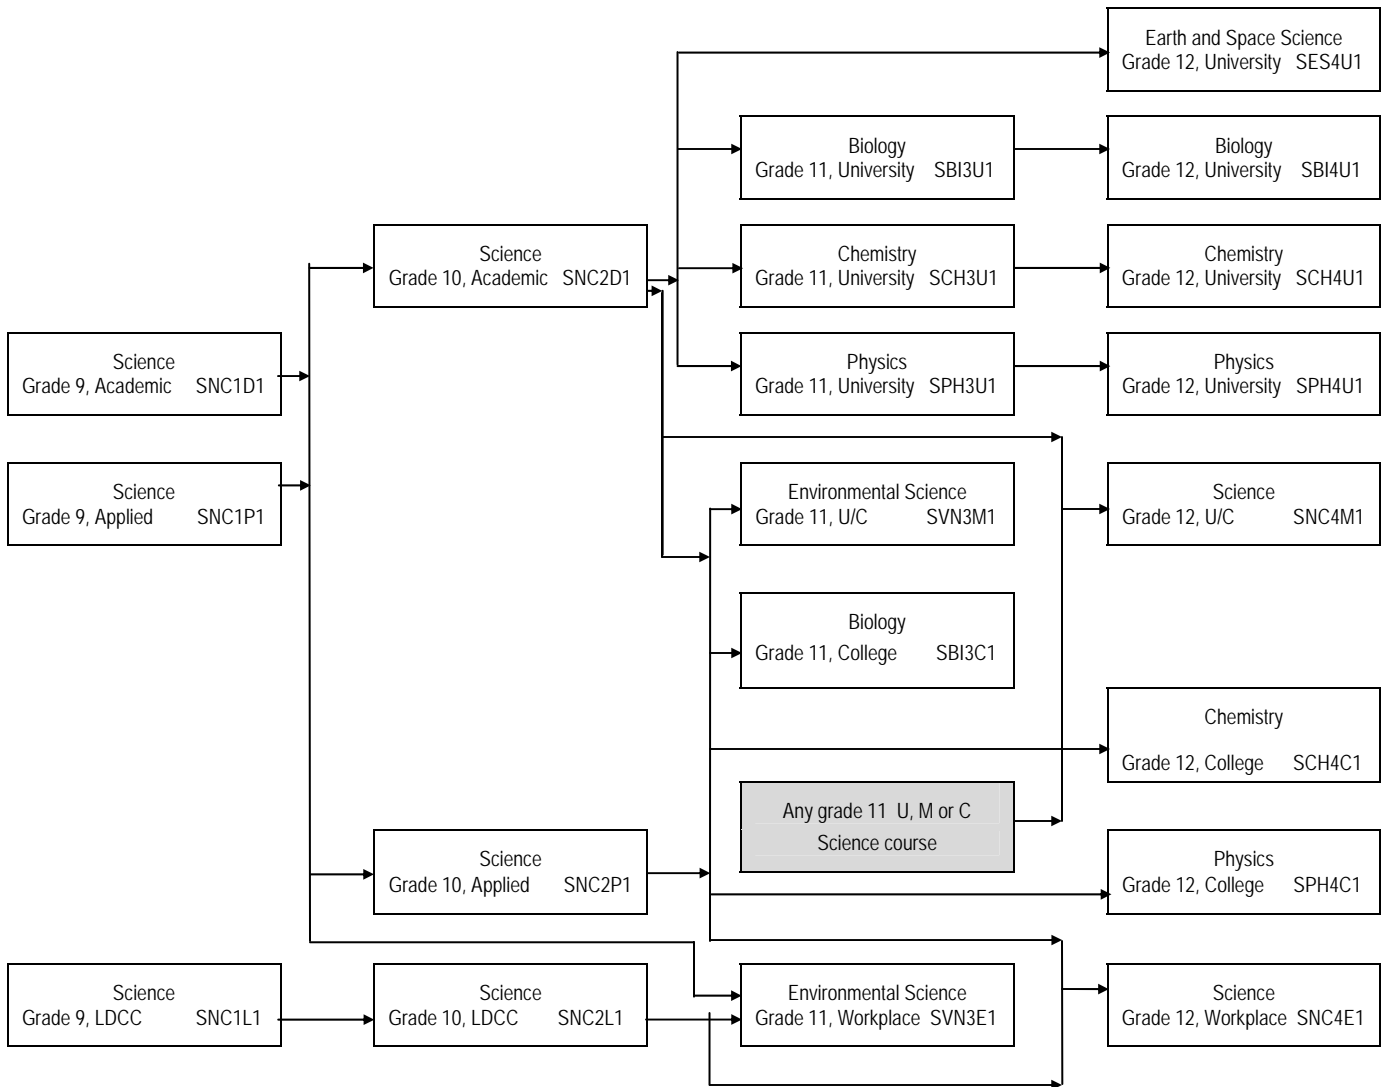 Earth and Space Science
Grade 12, University SES4U1
Biology
Grade 11, University SBI3U1
Biology
Grade 12, University SBI4U1
Science
Grade 10, Academic SNC2D1
Chemistry
Grade 11, University SCH3U1
Chemistry
Grade 12, University SCH4U1
Science
Grade 9, Academic SNC1D1
Physics
Grade 11, University SPH3U1
Physics
Grade 12, University SPH4U1
Science
Grade 9, Applied SNC1P1
Environmental Science
Grade 11, U/C SVN3M1
Science
Grade 12, U/C SNC4M1
Biology
Grade 11, College SBI3C1
Chemistry
Grade 12, College SCH4C1
Any grade 11 U, M or C
Science course
Science
Grade 10, Applied SNC2P1
Physics
Grade 12, College SPH4C1
Science
Grade 9, LDCC SNC1L1
Science
Grade 10, LDCC SNC2L1
Environmental Science
Grade 11, Workplace SVN3E1
Science
Grade 12, Workplace SNC4E1